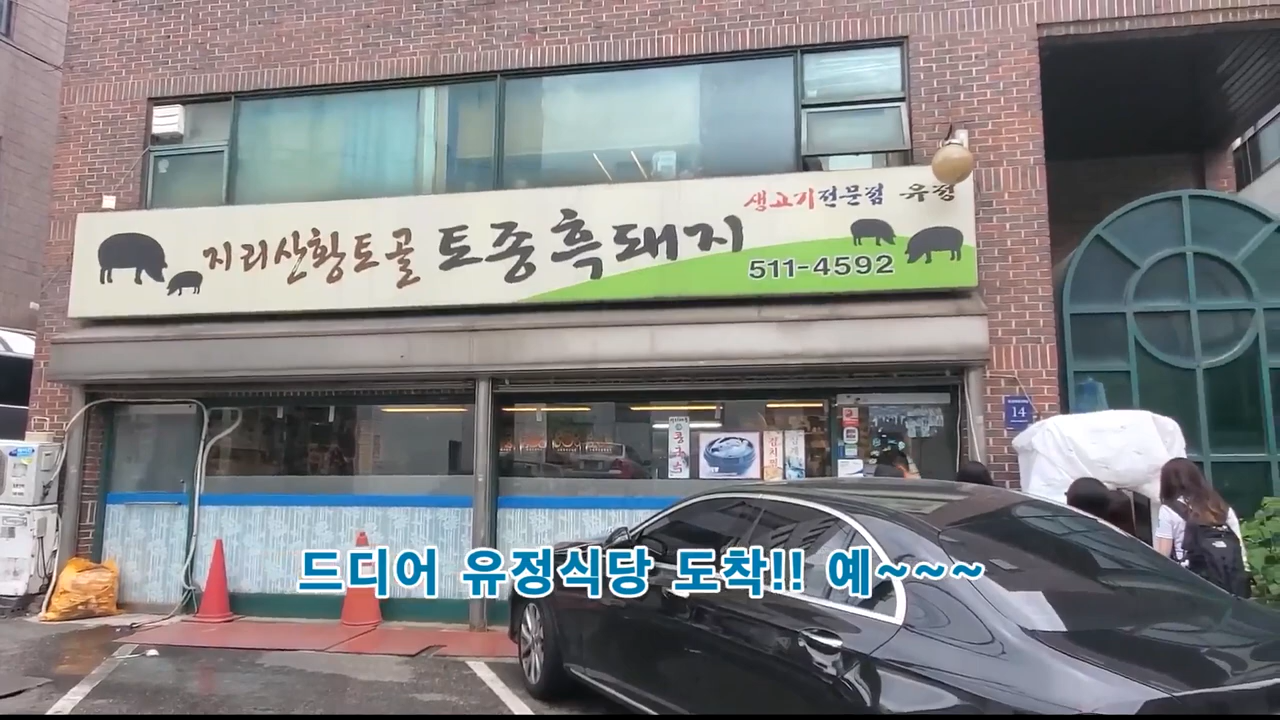 생고기전문점 유정
지리산황토골 토종흑돼지
511-4592
14
드디어 유정식당 도착!! 예~~~